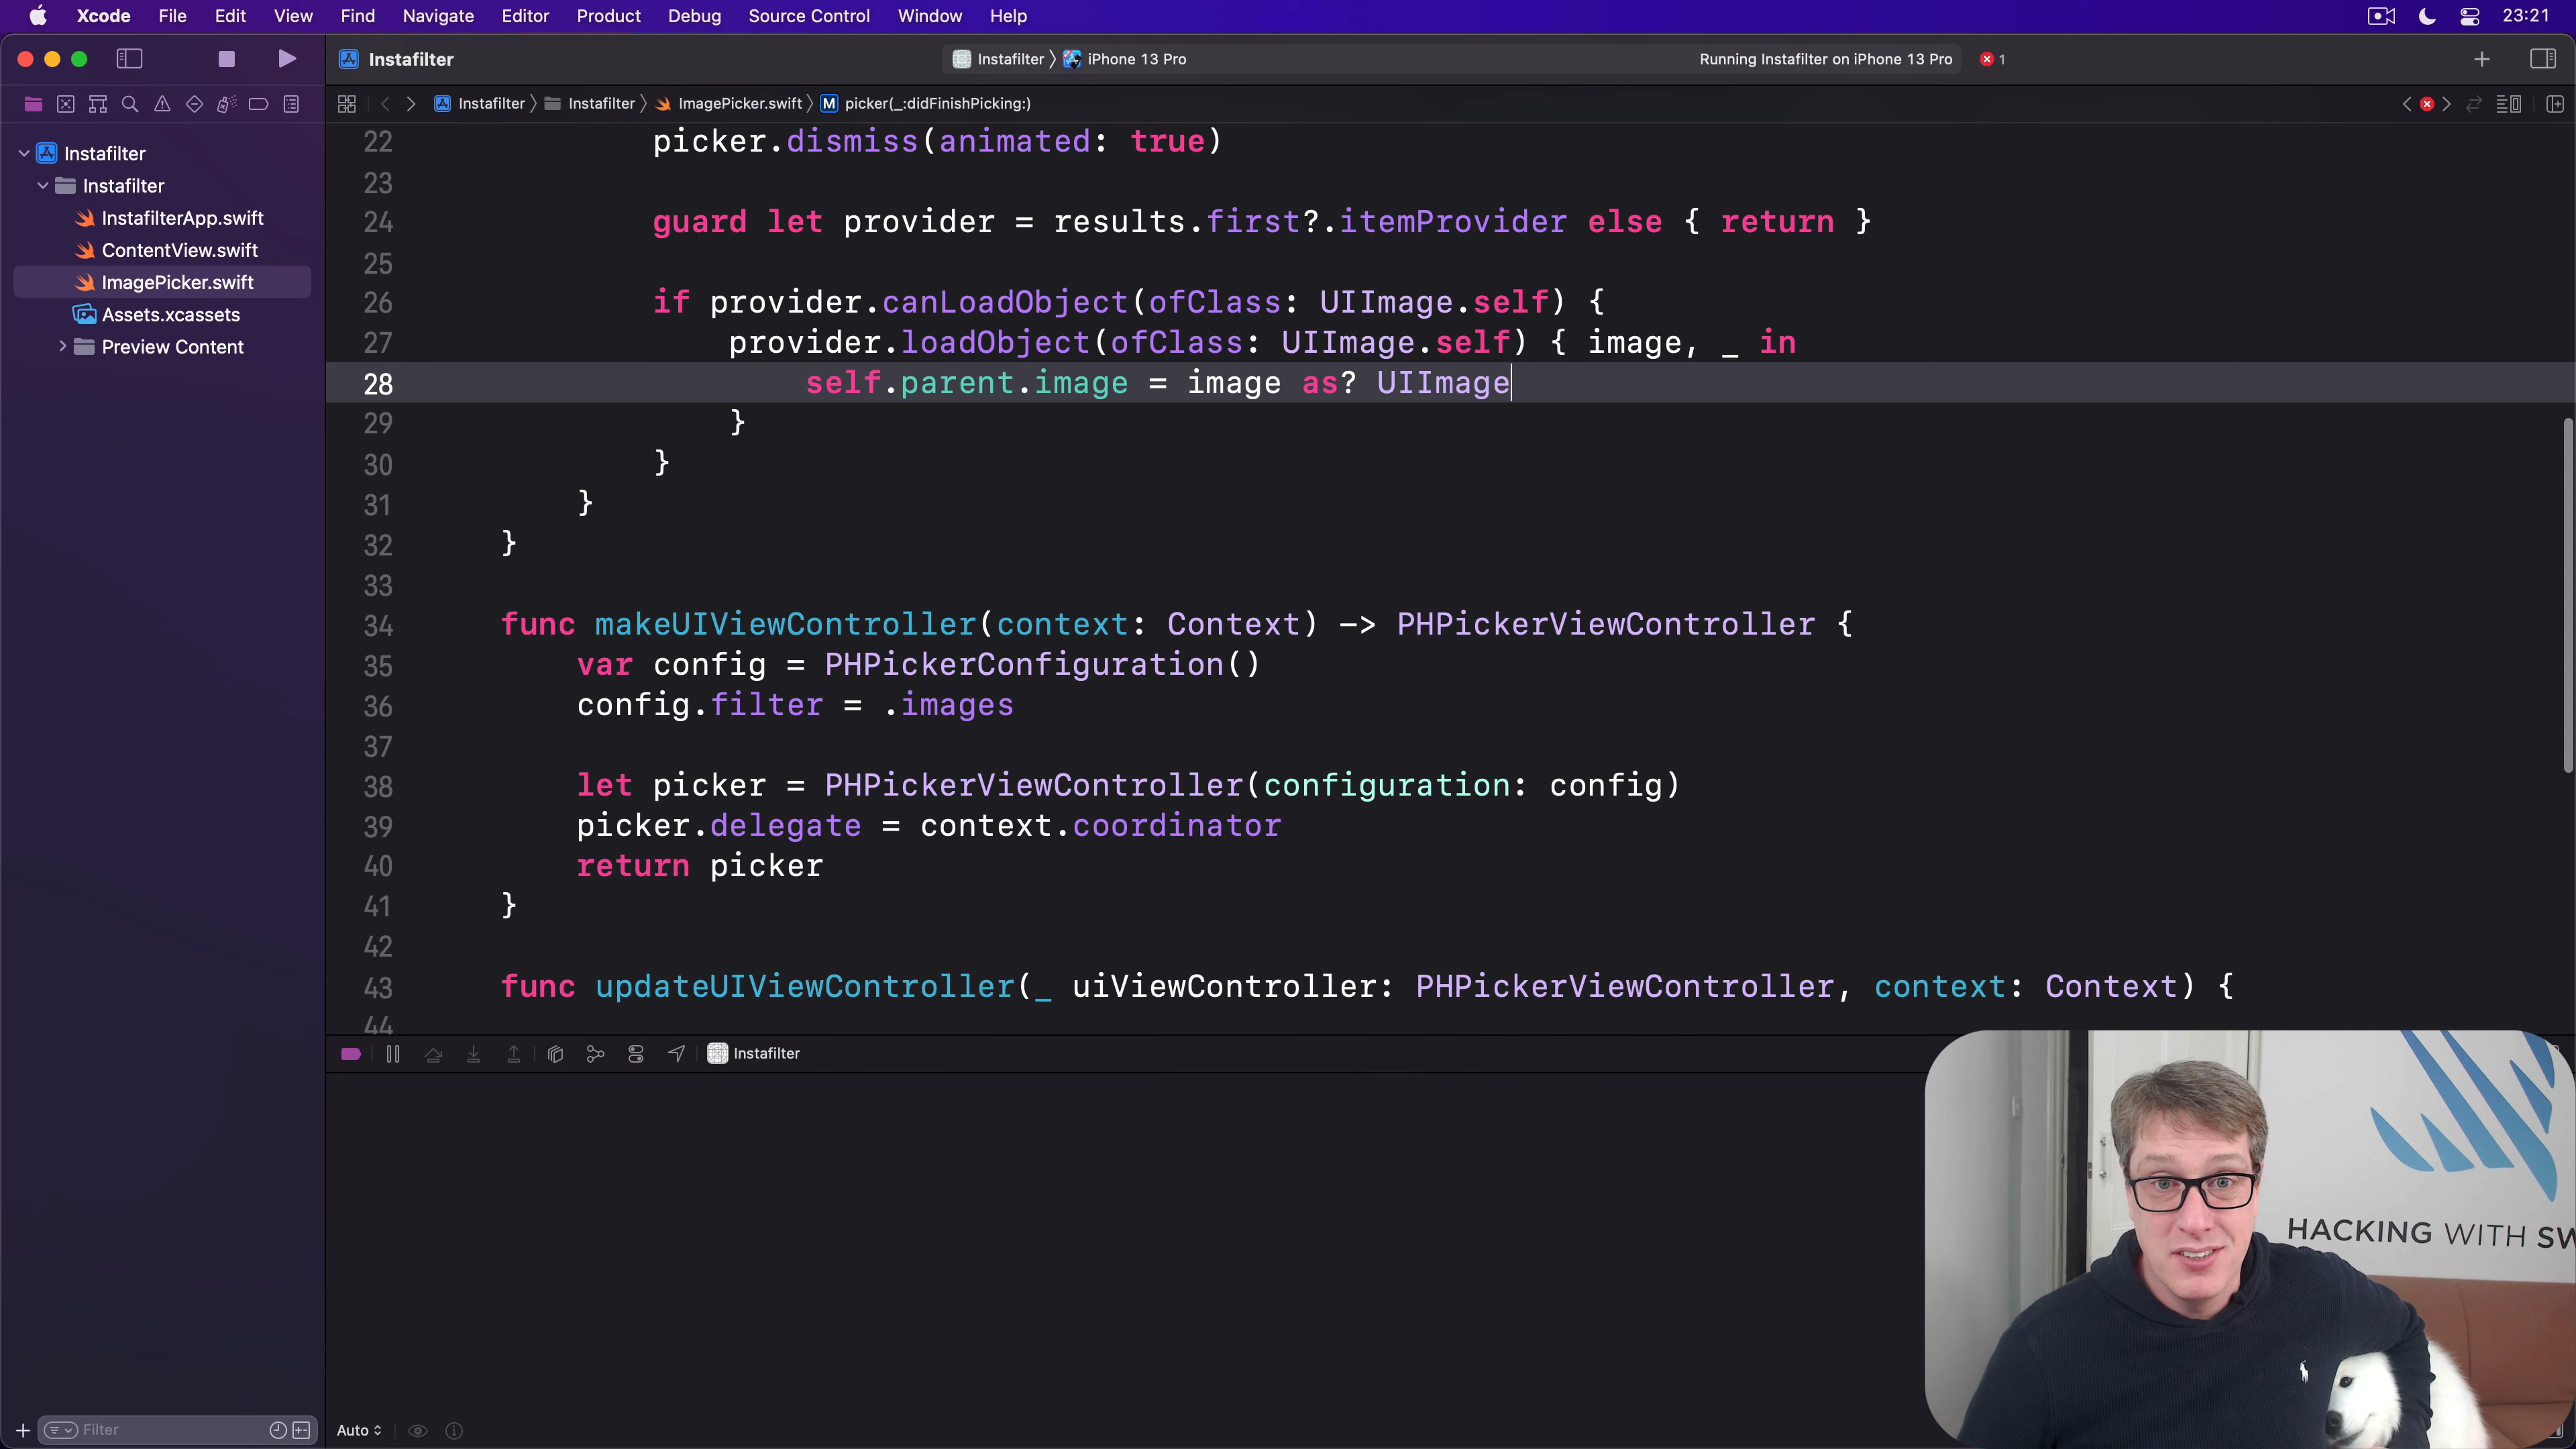 Xcode File Edit View Find Navigate Editor Product Debug Source Control Window Help 23:21
Instafilter
Instafilter iPhone 13 Pro
Running Instafilter on iPhone 13 Pro 1
Instafilter Instafilter ImagePicker.swift M picker(_:didFinishPicking:)
Instafilter
Instafilter
InstafilterApp.swift
ContentView.swift
ImagePicker.swift
Assets.xcassets
Preview Content
22 picker.dismiss(animated: true)
23
24 guard let provider = results.first?.itemProvider else { return }
25
26 if provider.canLoadObject(ofClass: UIImage.self) {
27 provider.loadObject(ofClass: UIImage.self) { image, _ in
28 self.parent.image = image as? UIImage
29 }
30 }
31 }
32 }
33
34 func makeUIViewController(context: Context) -> PHPickerViewController {
35 var config = PHPickerConfiguration()
36 config.filter = .images
37
38 let picker = PHPickerViewController(configuration: config)
39 picker.delegate = context.coordinator
40 return picker
41 }
42
43 func updateUIViewController(_ uiViewController: PHPickerViewController, context: Context) {
44
Instafilter
HACKING WITH SW
Filter
Auto